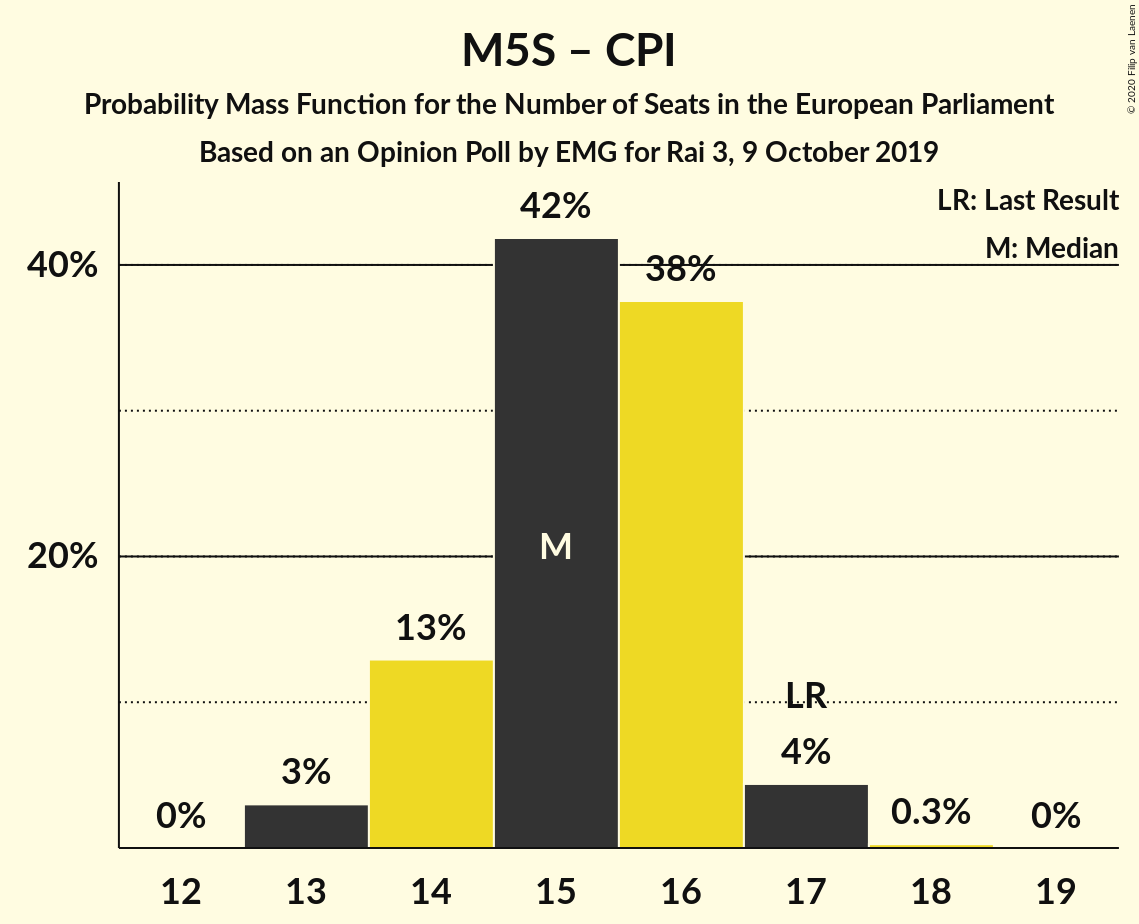 M5S – CPI
Probability Mass Function for the Number of Seats in the European Parliament
Based on an Opinion Poll by EMG for Rai 3, 9 October 2019
© 2020 Filip van Laenen
LR: Last Result
M: Median
40%
20%
0%
3%
13%
42%
M
38%
LR
4%
0.3%
0%
12 13 14 15 16 17 18 19